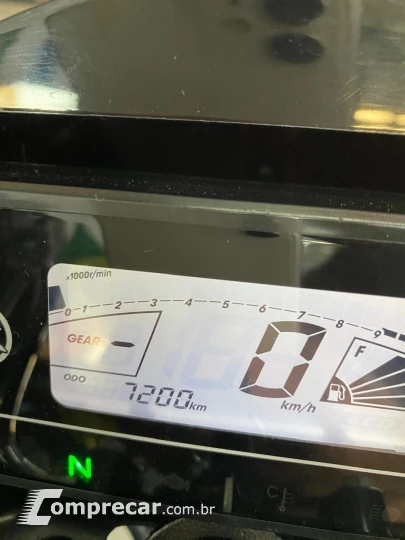 x1000r/min
0 1 2 3 4 5 6 7 8 9
GEAR -
0
F
ODO
7200km
km/h
ECO
N
C
Comprecar.com.br